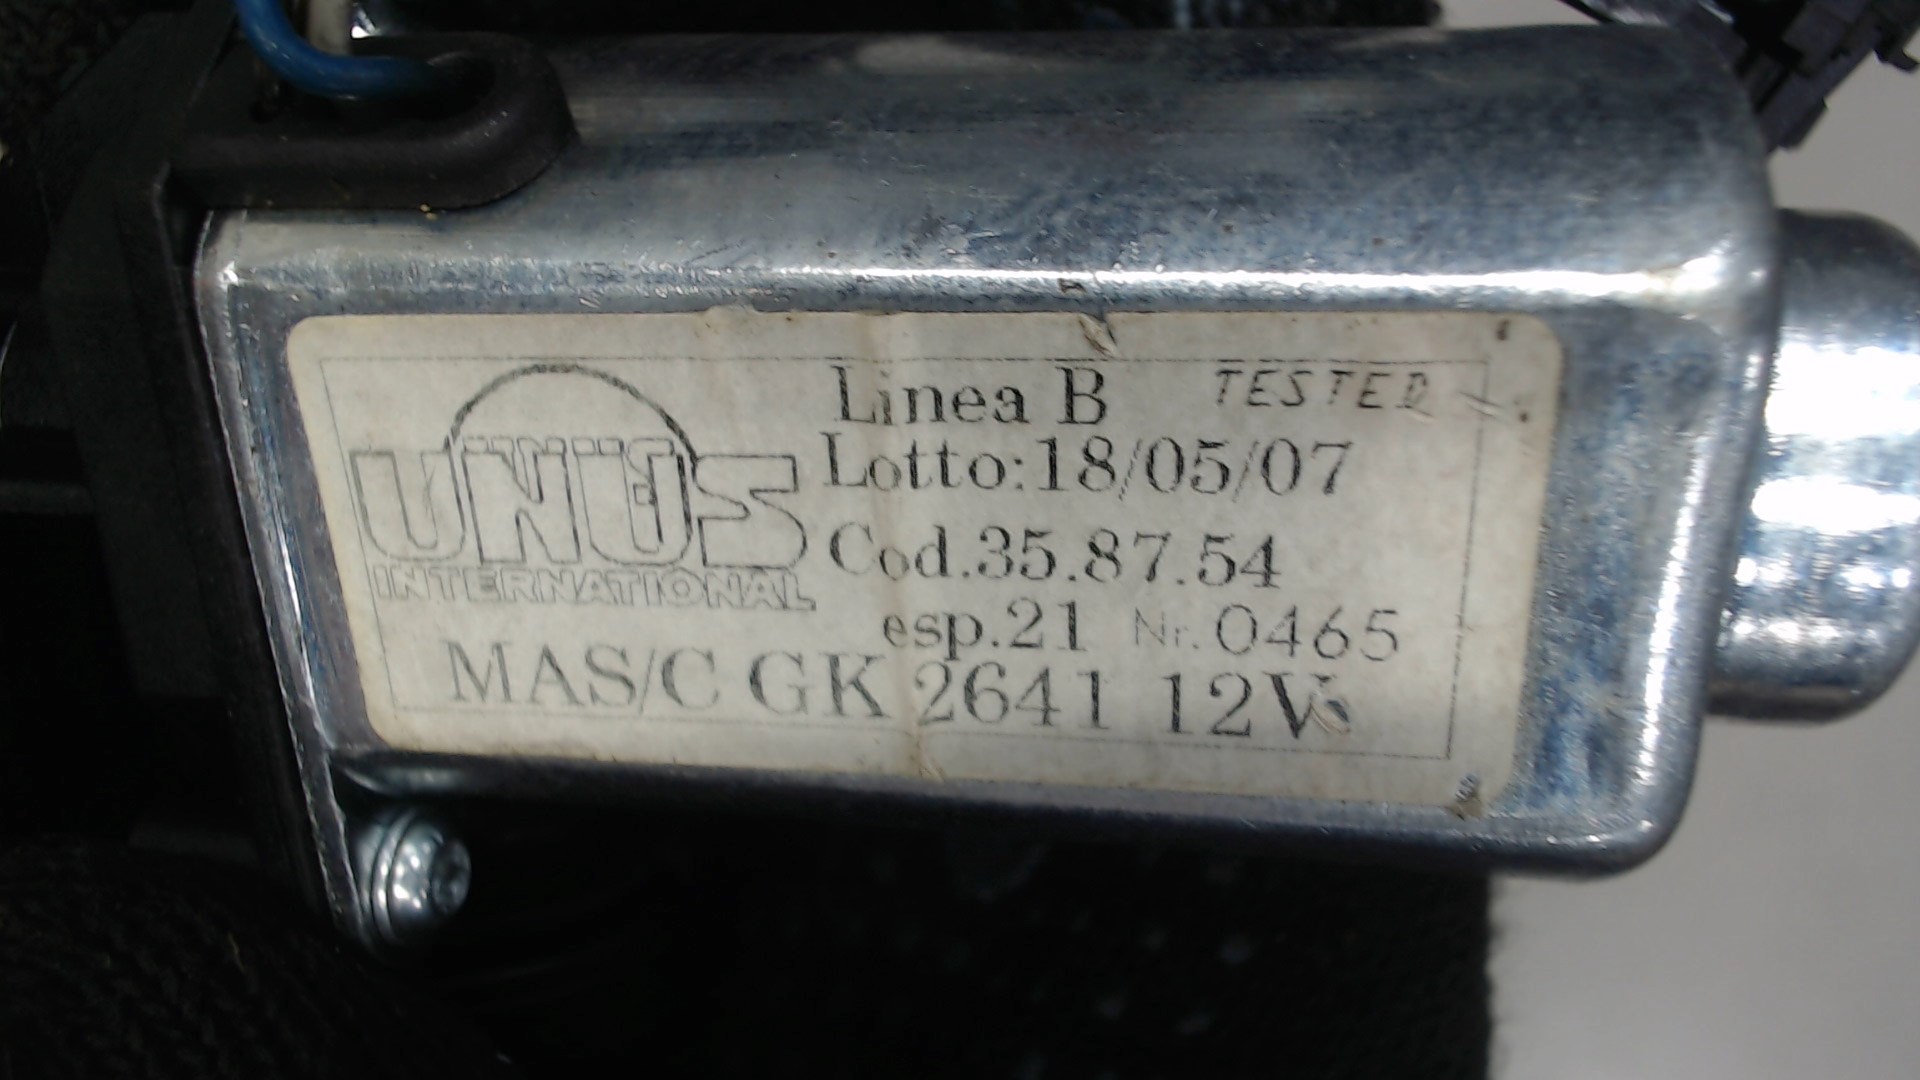 Linea B TESTED
UNUS
Lotto:18/05/07
Cod.35.87.54
INTERNATIONAL
esp.21 Nr.0465
MAS/C GK 2641 12V